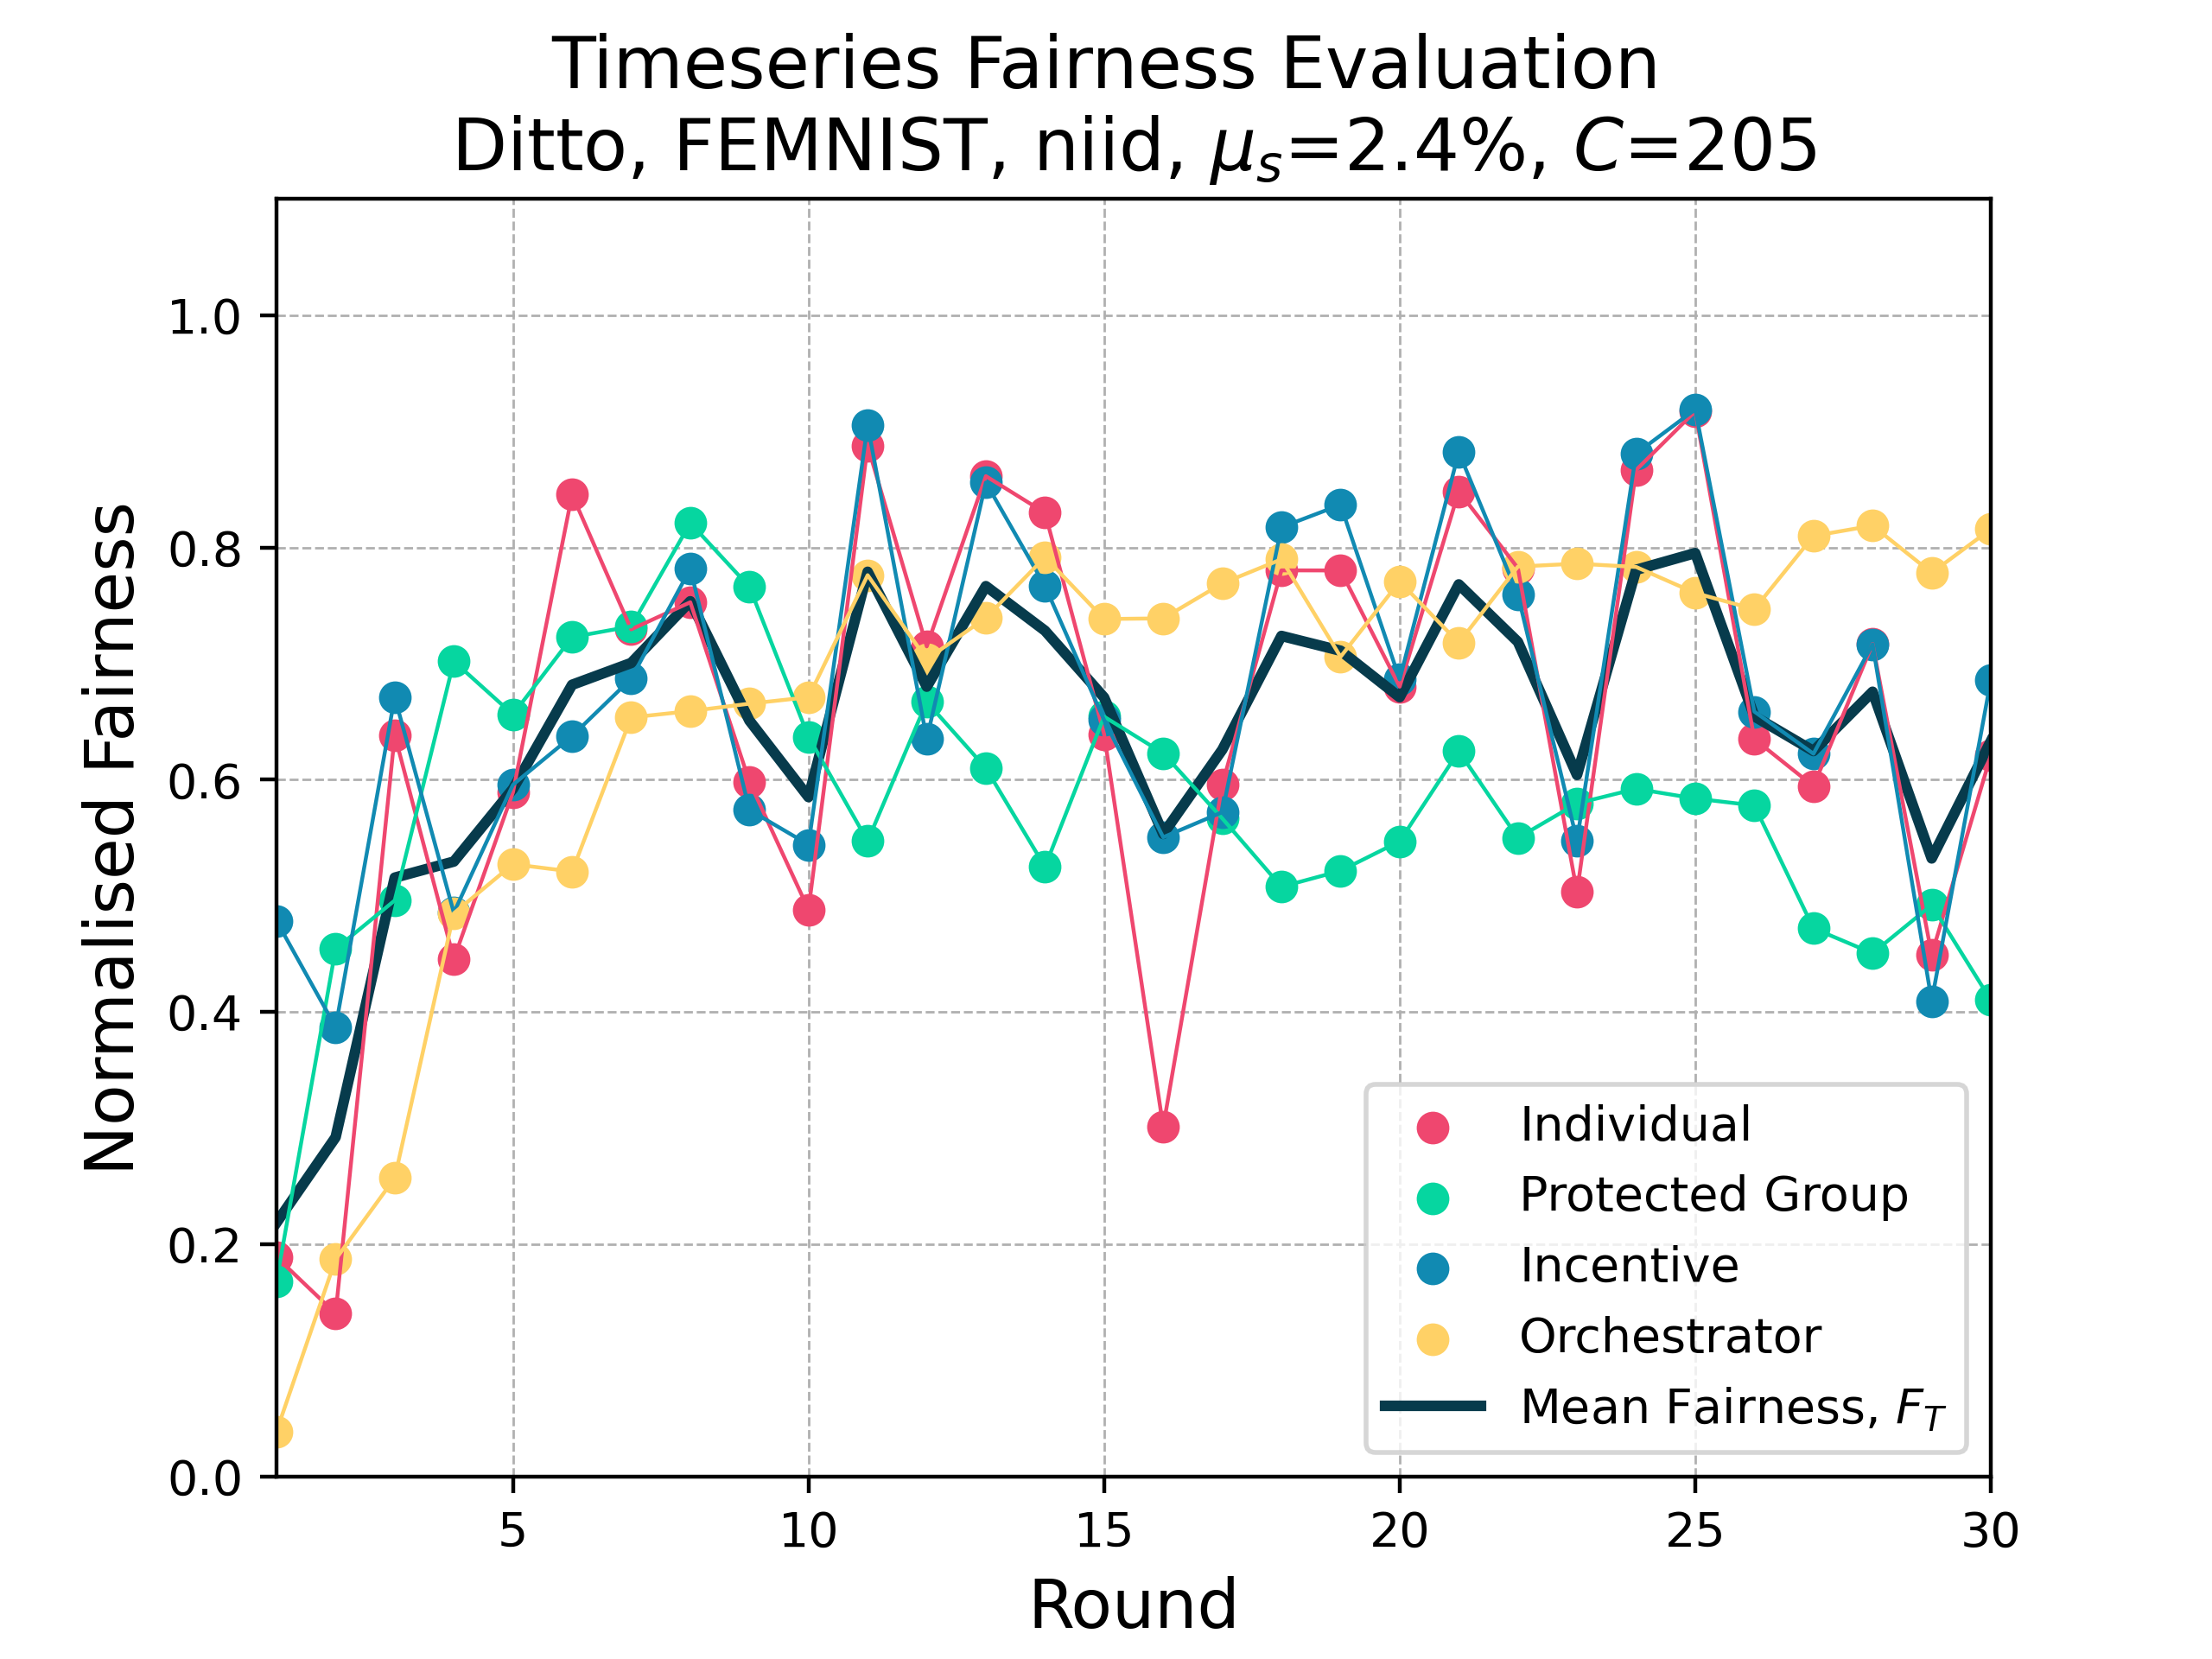 Timeseries Fairness Evaluation
Ditto, FEMNIST, niid, μₛ=2.4%, C=205
Normalised Fairness
1.0
0.8
0.6
0.4
0.2
0.0
5 10 15 20 25 30
Round
Individual
Protected Group
Incentive
Orchestrator
Mean Fairness, F_T